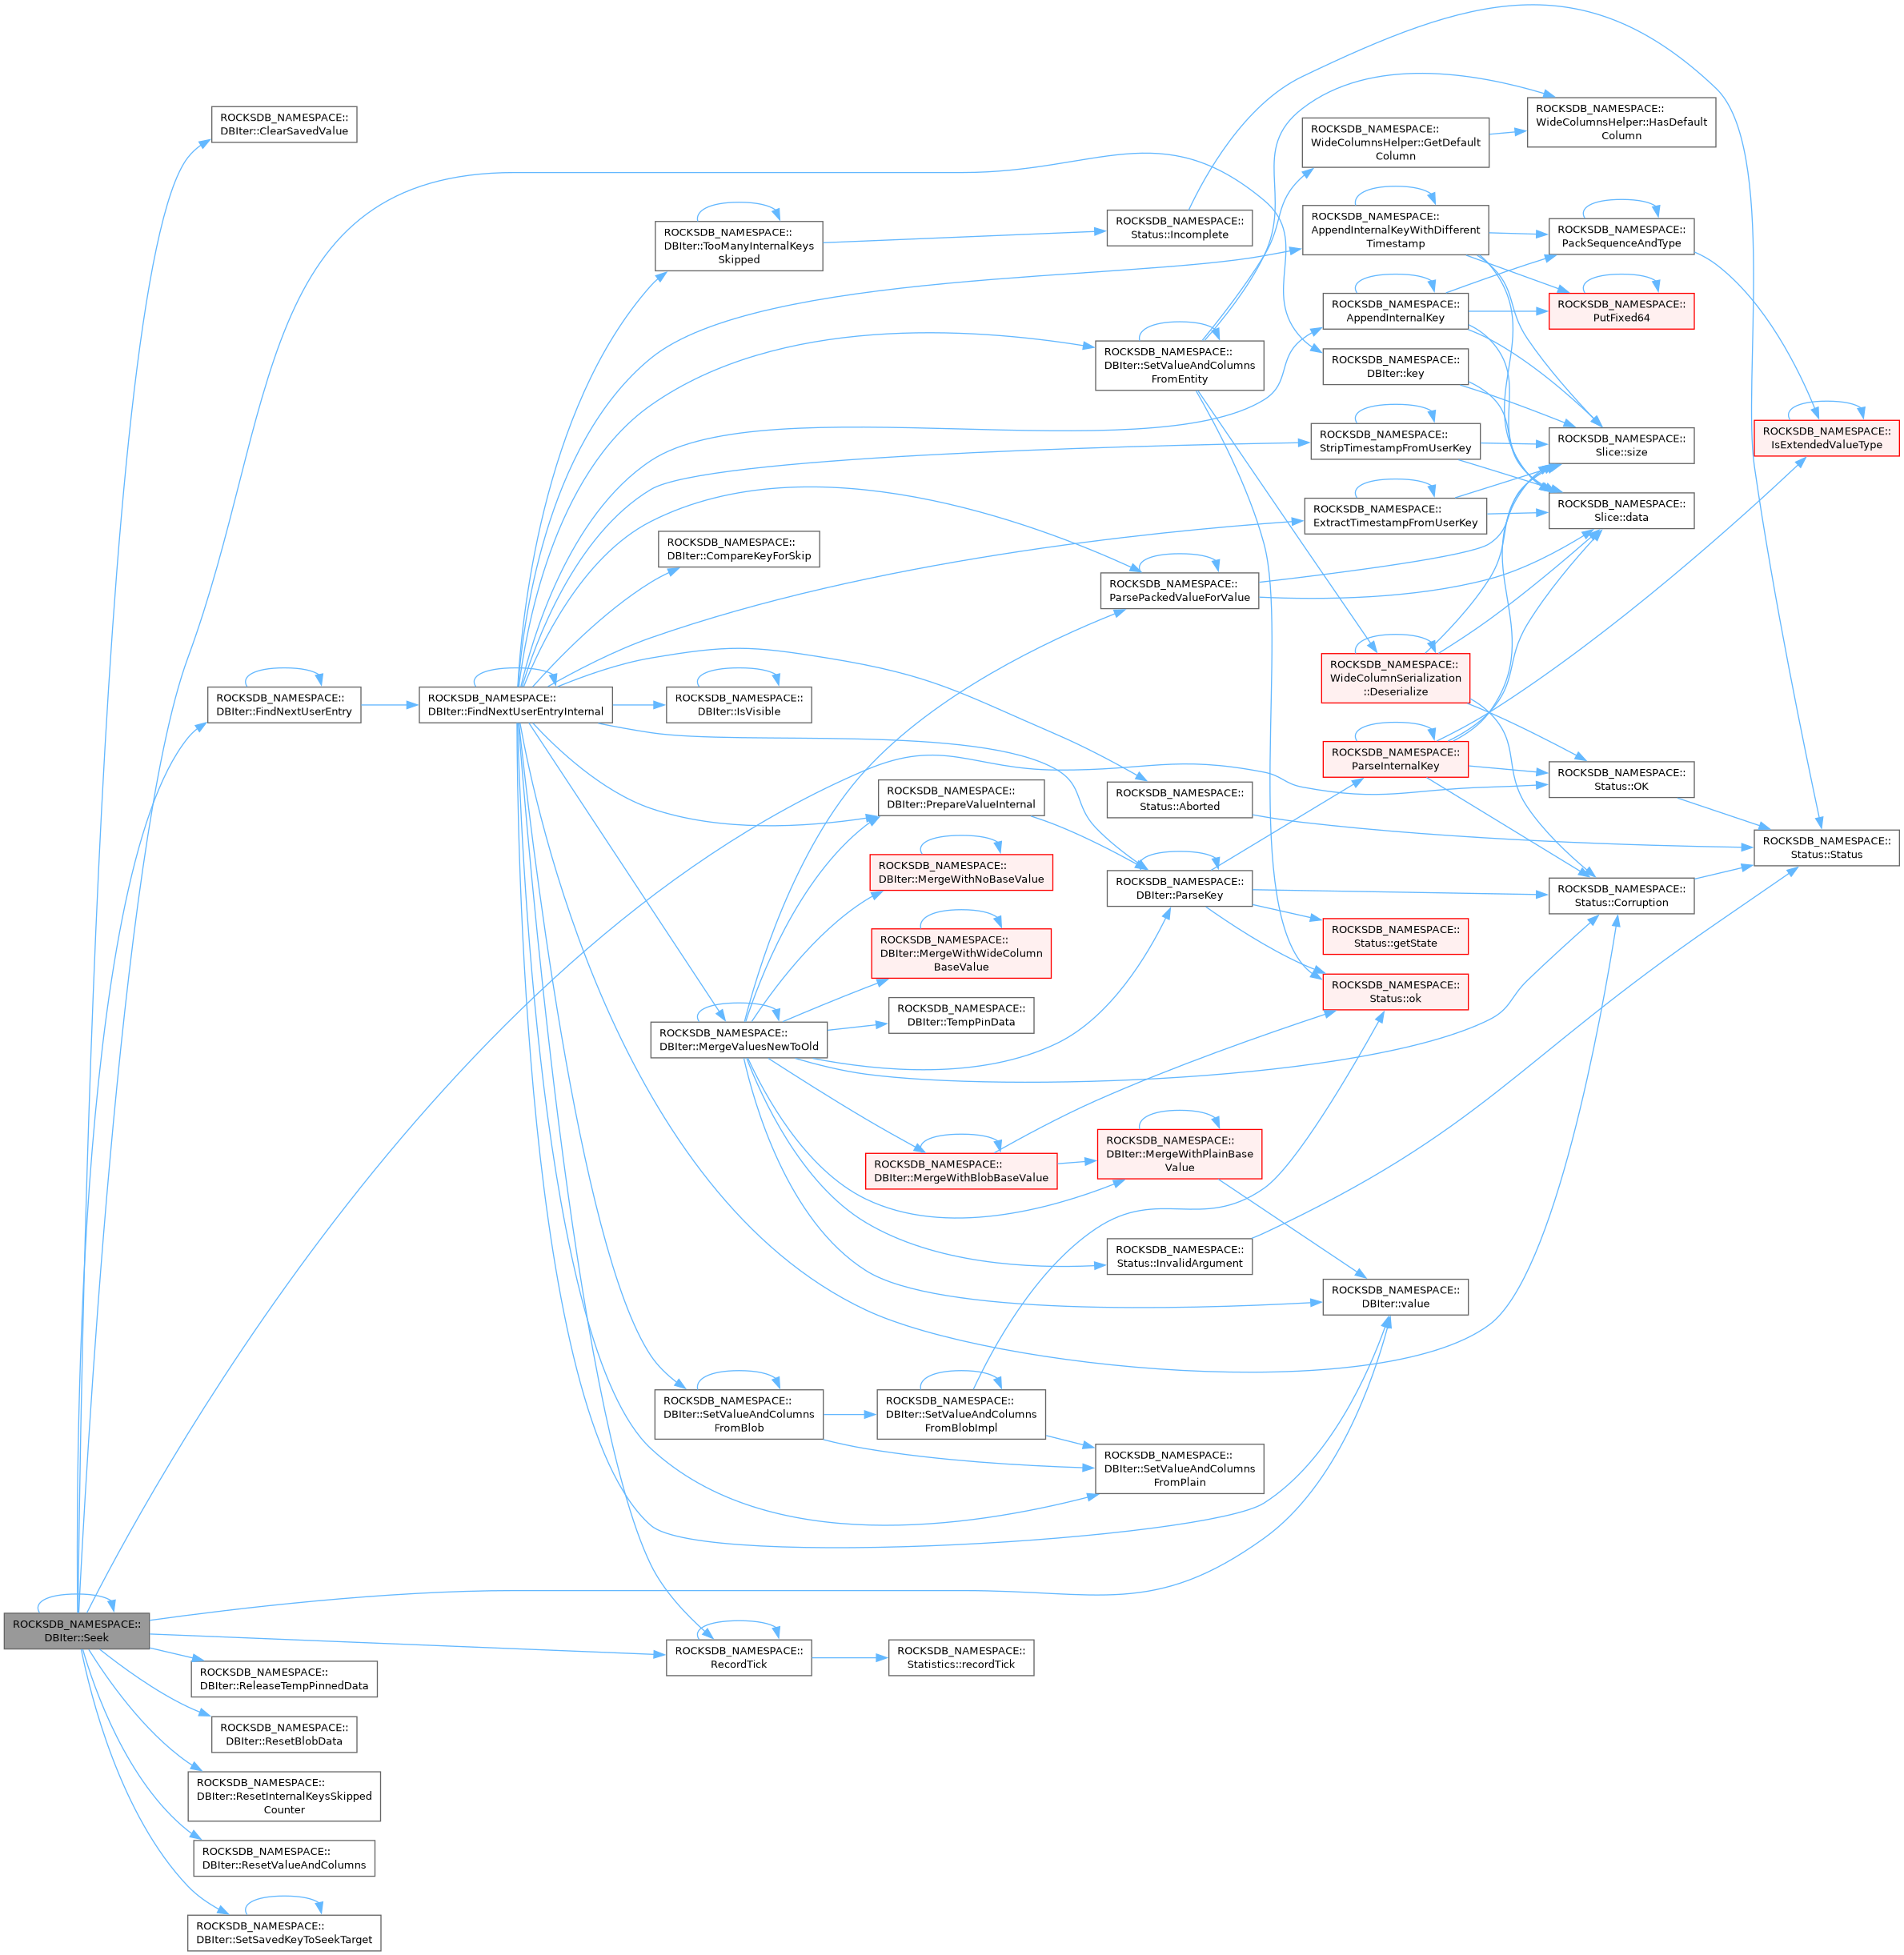 ROCKSDB_NAMESPACE::
DBIter::Seek
ROCKSDB_NAMESPACE::
DBIter::ClearSavedValue
ROCKSDB_NAMESPACE::
DBIter::FindNextUserEntry
ROCKSDB_NAMESPACE::
DBIter::ReleaseTempPinnedData
ROCKSDB_NAMESPACE::
DBIter::ResetBlobData
ROCKSDB_NAMESPACE::
DBIter::ResetInternalKeysSkipped
Counter
ROCKSDB_NAMESPACE::
DBIter::ResetValueAndColumns
ROCKSDB_NAMESPACE::
DBIter::SetSavedKeyToSeekTarget
ROCKSDB_NAMESPACE::
DBIter::FindNextUserEntryInternal
ROCKSDB_NAMESPACE::
DBIter::TooManyInternalKeys
Skipped
ROCKSDB_NAMESPACE::
DBIter::CompareKeyForSkip
ROCKSDB_NAMESPACE::
DBIter::IsVisible
ROCKSDB_NAMESPACE::
DBIter::MergeValuesNewToOld
ROCKSDB_NAMESPACE::
DBIter::SetValueAndColumns
FromBlob
ROCKSDB_NAMESPACE::
RecordTick
ROCKSDB_NAMESPACE::
DBIter::PrepareValueInternal
ROCKSDB_NAMESPACE::
DBIter::MergeWithNoBaseValue
ROCKSDB_NAMESPACE::
DBIter::MergeWithWideColumn
BaseValue
ROCKSDB_NAMESPACE::
DBIter::TempPinData
ROCKSDB_NAMESPACE::
DBIter::MergeWithBlobBaseValue
ROCKSDB_NAMESPACE::
DBIter::SetValueAndColumns
FromBlobImpl
ROCKSDB_NAMESPACE::
Statistics::recordTick
ROCKSDB_NAMESPACE::
Status::Incomplete
ROCKSDB_NAMESPACE::
DBIter::SetValueAndColumns
FromEntity
ROCKSDB_NAMESPACE::
ParsePackedValueForValue
ROCKSDB_NAMESPACE::
Status::Aborted
ROCKSDB_NAMESPACE::
DBIter::ParseKey
ROCKSDB_NAMESPACE::
DBIter::MergeWithPlainBase
Value
ROCKSDB_NAMESPACE::
Status::InvalidArgument
ROCKSDB_NAMESPACE::
DBIter::SetValueAndColumns
FromPlain
ROCKSDB_NAMESPACE::
WideColumnsHelper::GetDefault
Column
ROCKSDB_NAMESPACE::
AppendInternalKeyWithDifferent
Timestamp
ROCKSDB_NAMESPACE::
AppendInternalKey
ROCKSDB_NAMESPACE::
DBIter::key
ROCKSDB_NAMESPACE::
StripTimestampFromUserKey
ROCKSDB_NAMESPACE::
ExtractTimestampFromUserKey
ROCKSDB_NAMESPACE::
WideColumnSerialization
::Deserialize
ROCKSDB_NAMESPACE::
ParseInternalKey
ROCKSDB_NAMESPACE::
Status::getState
ROCKSDB_NAMESPACE::
Status::ok
ROCKSDB_NAMESPACE::
DBIter::value
ROCKSDB_NAMESPACE::
WideColumnsHelper::HasDefault
Column
ROCKSDB_NAMESPACE::
PackSequenceAndType
ROCKSDB_NAMESPACE::
PutFixed64
ROCKSDB_NAMESPACE::
Slice::size
ROCKSDB_NAMESPACE::
Slice::data
ROCKSDB_NAMESPACE::
Status::OK
ROCKSDB_NAMESPACE::
Status::Corruption
ROCKSDB_NAMESPACE::
IsExtendedValueType
ROCKSDB_NAMESPACE::
Status::Status